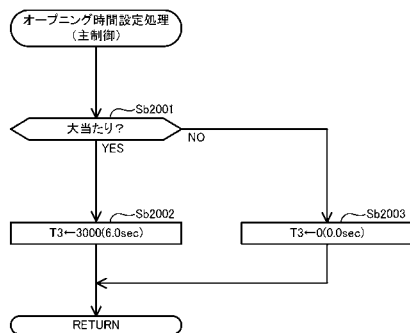 オープニング時間設定処理
(主制御)
Sb2001
大当たり?
YES
NO
Sb2002
T3←3000(6.0sec)
Sb2003
T3←0(0.0sec)
RETURN